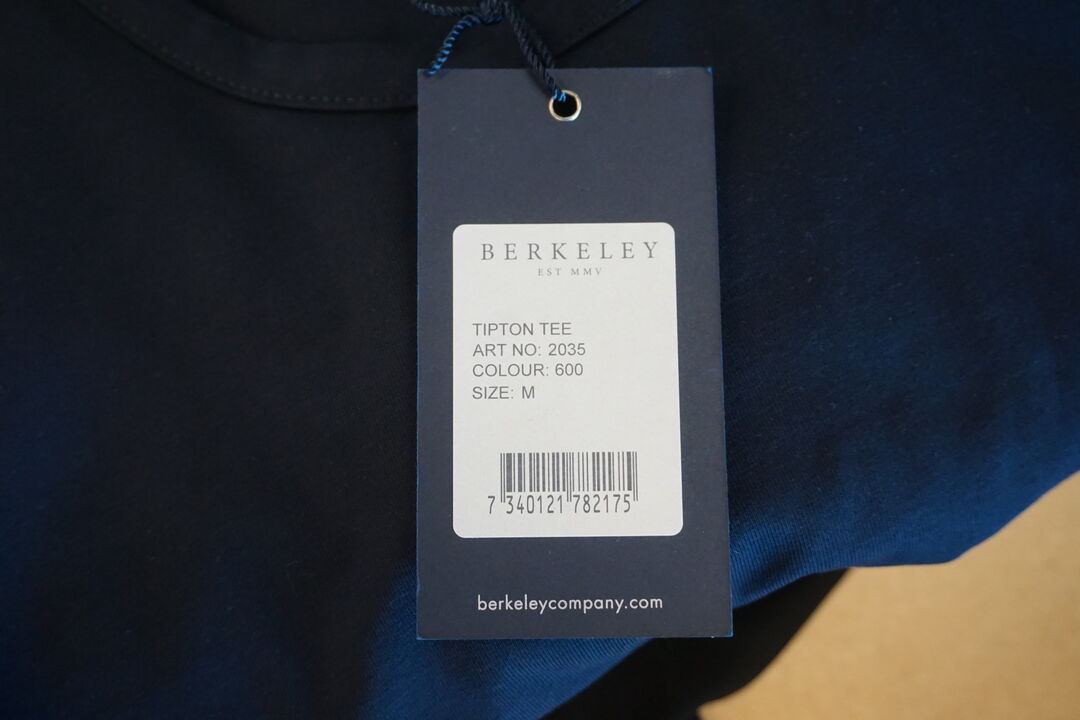 BERKELEY
EST MMV
TIPTON TEE
ART NO: 2035
COLOUR: 600
SIZE: M
7 340121 782175
berkeleycompany.com